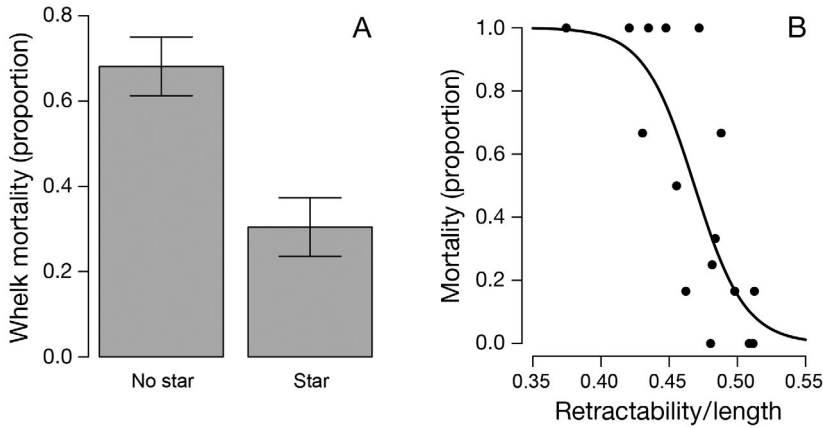 A
Whelk mortality (proportion)
0.8
0.6
0.4
0.2
0.0
No star
Star
B
Mortality (proportion)
1.0
0.8
0.6
0.4
0.2
0.0
0.35
0.40
0.45
0.50
0.55
Retractability/length